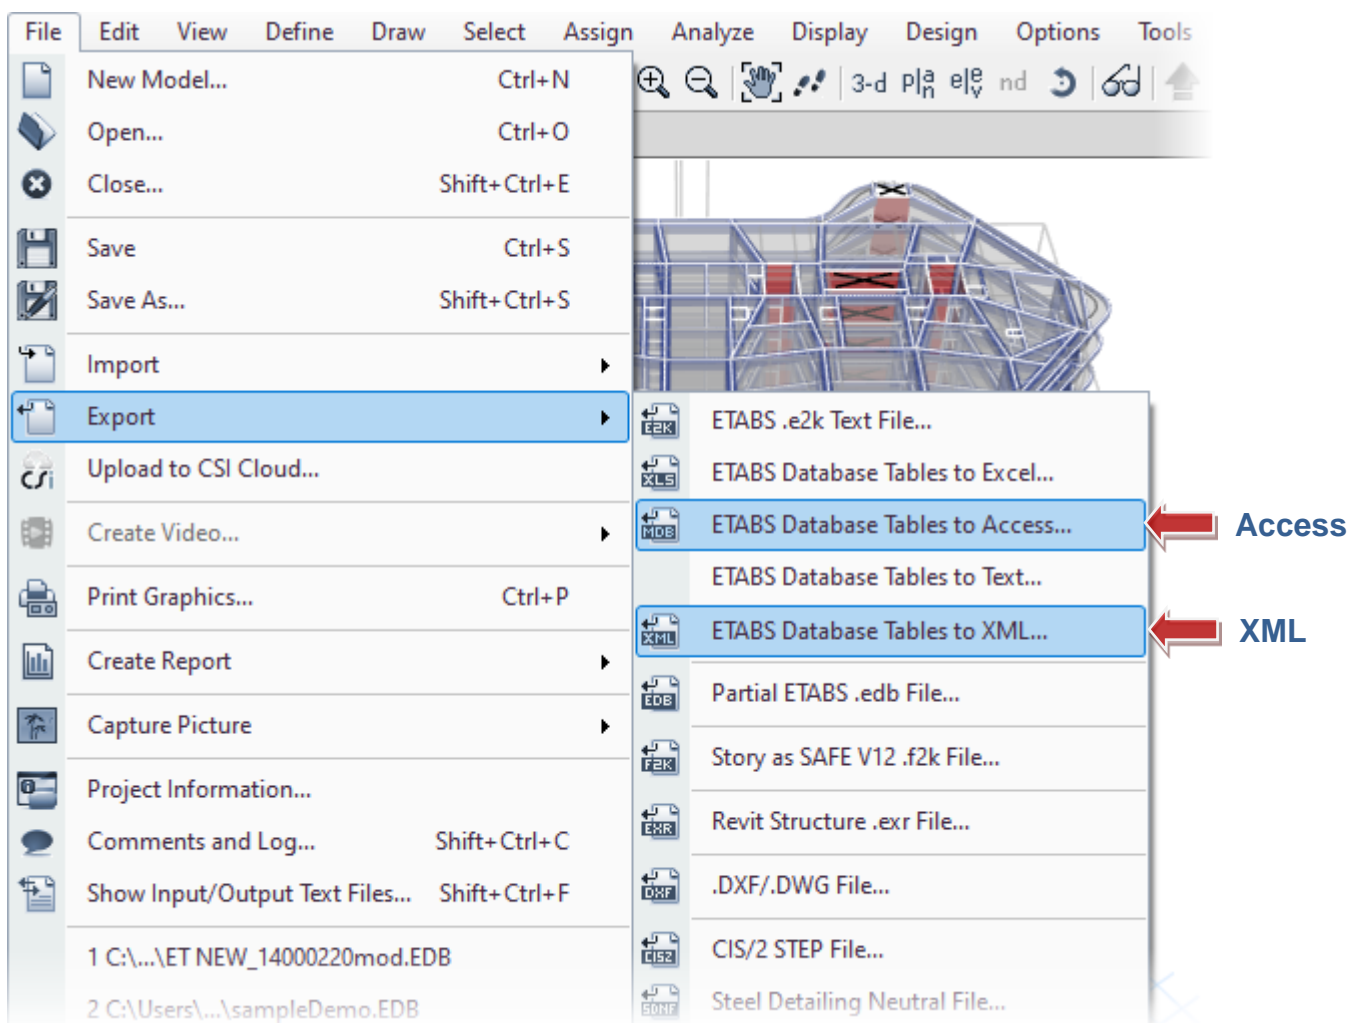 File Edit View Define Draw Select Assign Analyze Display Design Options Tools
3-d pla n ele v nd
New Model... Ctrl+N
Open... Ctrl+O
Close... Shift+Ctrl+E
Save Ctrl+S
Save As... Shift+Ctrl+S
Import
Export
Upload to CSI Cloud...
Create Video...
Print Graphics... Ctrl+P
Create Report
Capture Picture
Project Information...
Comments and Log... Shift+Ctrl+C
Show Input/Output Text Files... Shift+Ctrl+F
1 C:\...\ET NEW_14000220mod.EDB
2 C:\Users\...\sampleDemo.EDB
CSi
E2K ETABS .e2k Text File...
XLS ETABS Database Tables to Excel...
MDB ETABS Database Tables to Access...
ETABS Database Tables to Text...
XML ETABS Database Tables to XML...
EDB Partial ETABS .edb File...
F2K Story as SAFE V12 .f2k File...
EXR Revit Structure .exr File...
DXF .DXF/.DWG File...
CIS2 CIS/2 STEP File...
SDNF Steel Detailing Neutral File...
Access
XML